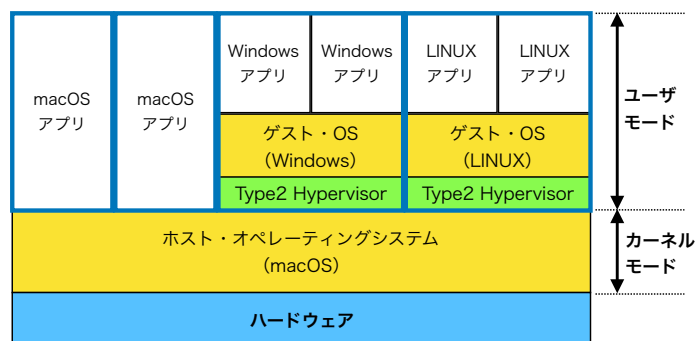 macOS
アプリ
macOS
アプリ
Windows
アプリ
Windows
アプリ
LINUX
アプリ
LINUX
アプリ
ユーザ
モード
ゲスト・OS
（Windows）
ゲスト・OS
（LINUX）
Type2 Hypervisor
Type2 Hypervisor
ホスト・オペレーティングシステム
（macOS）
カーネル
モード
ハードウェア